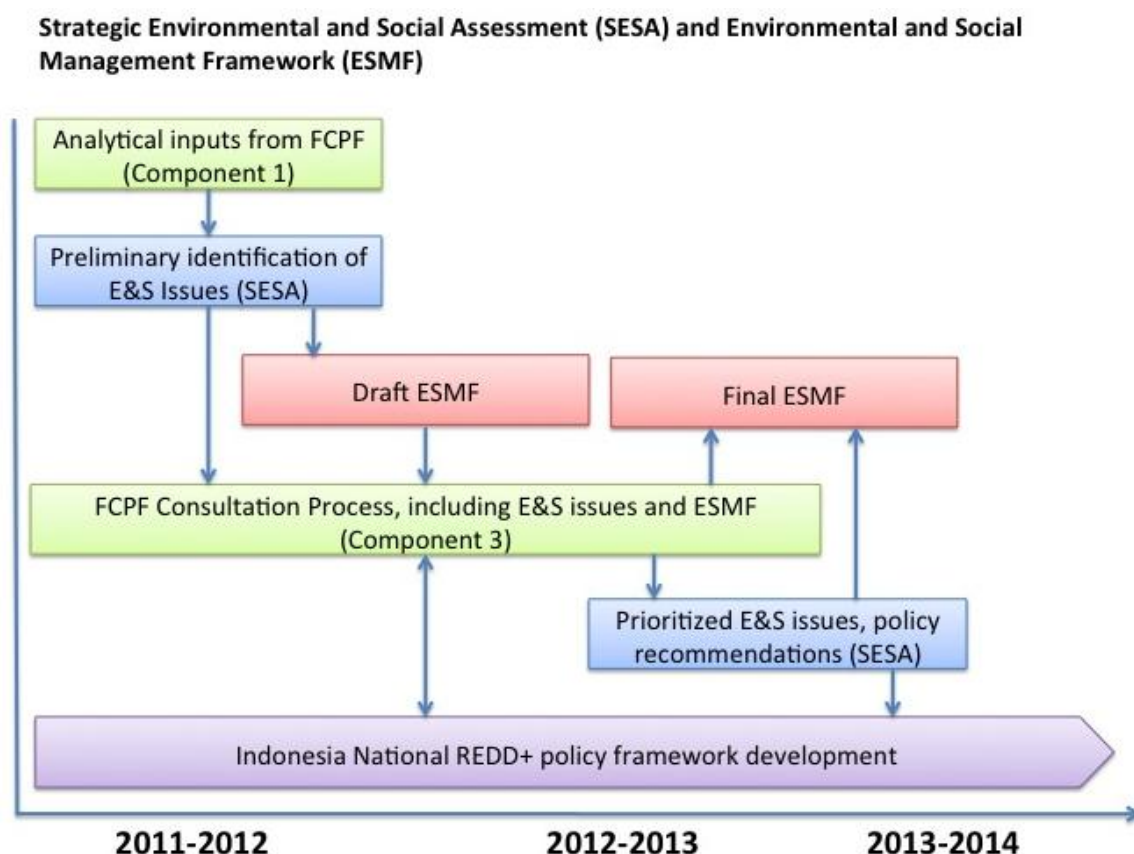 Strategic Environmental and Social Assessment (SESA) and Environmental and Social
Management Framework (ESMF)
Analytical inputs from FCPF
(Component 1)
Preliminary identification of
E&S Issues (SESA)
Draft ESMF
Final ESMF
FCPF Consultation Process, including E&S issues and ESMF
(Component 3)
Prioritized E&S issues, policy
recommendations (SESA)
Indonesia National REDD+ policy framework development
2011-2012
2012-2013
2013-2014